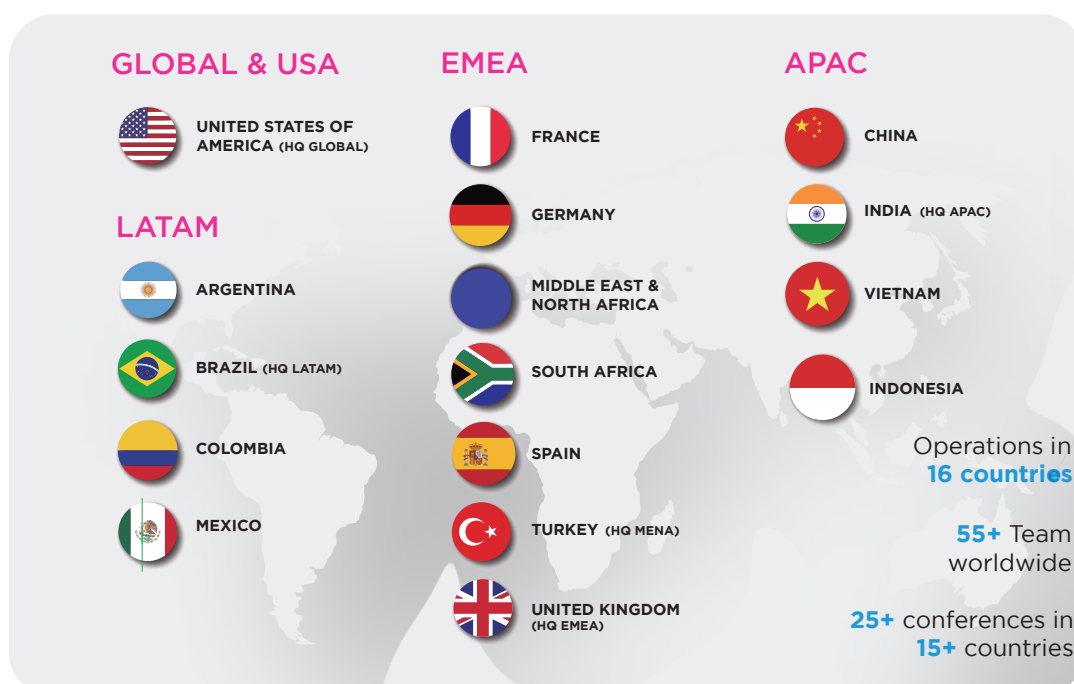 GLOBAL & USA
UNITED STATES OF
AMERICA (HQ GLOBAL)
LATAM
ARGENTINA
BRAZIL (HQ LATAM)
COLOMBIA
MEXICO
EMEA
FRANCE
GERMANY
MIDDLE EAST &
NORTH AFRICA
SOUTH AFRICA
SPAIN
TURKEY (HQ MENA)
UNITED KINGDOM
(HQ EMEA)
APAC
CHINA
INDIA (HQ APAC)
VIETNAM
INDONESIA
Operations in
16 countries
55+ Team
worldwide
25+ conferences in
15+ countries